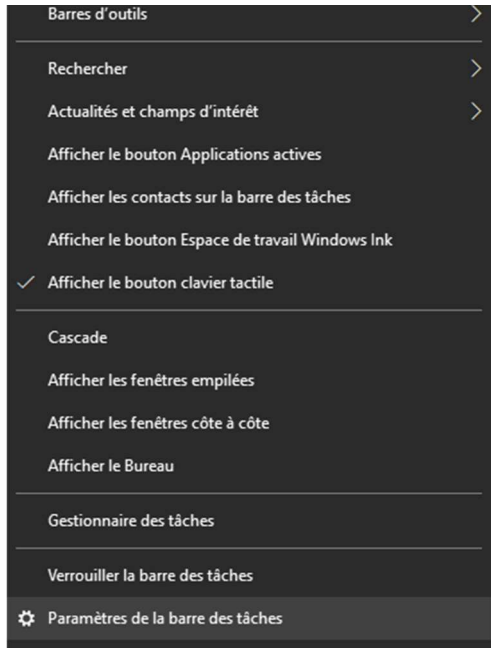 Barres d’outils
Rechercher
Actualités et champs d’intérêt
Afficher le bouton Applications actives
Afficher les contacts sur la barre des tâches
Afficher le bouton Espace de travail Windows Ink
Afficher le bouton clavier tactile
Cascade
Afficher les fenêtres empilées
Afficher les fenêtres côte à côte
Afficher le Bureau
Gestionnaire des tâches
Verrouiller la barre des tâches
Paramètres de la barre des tâches